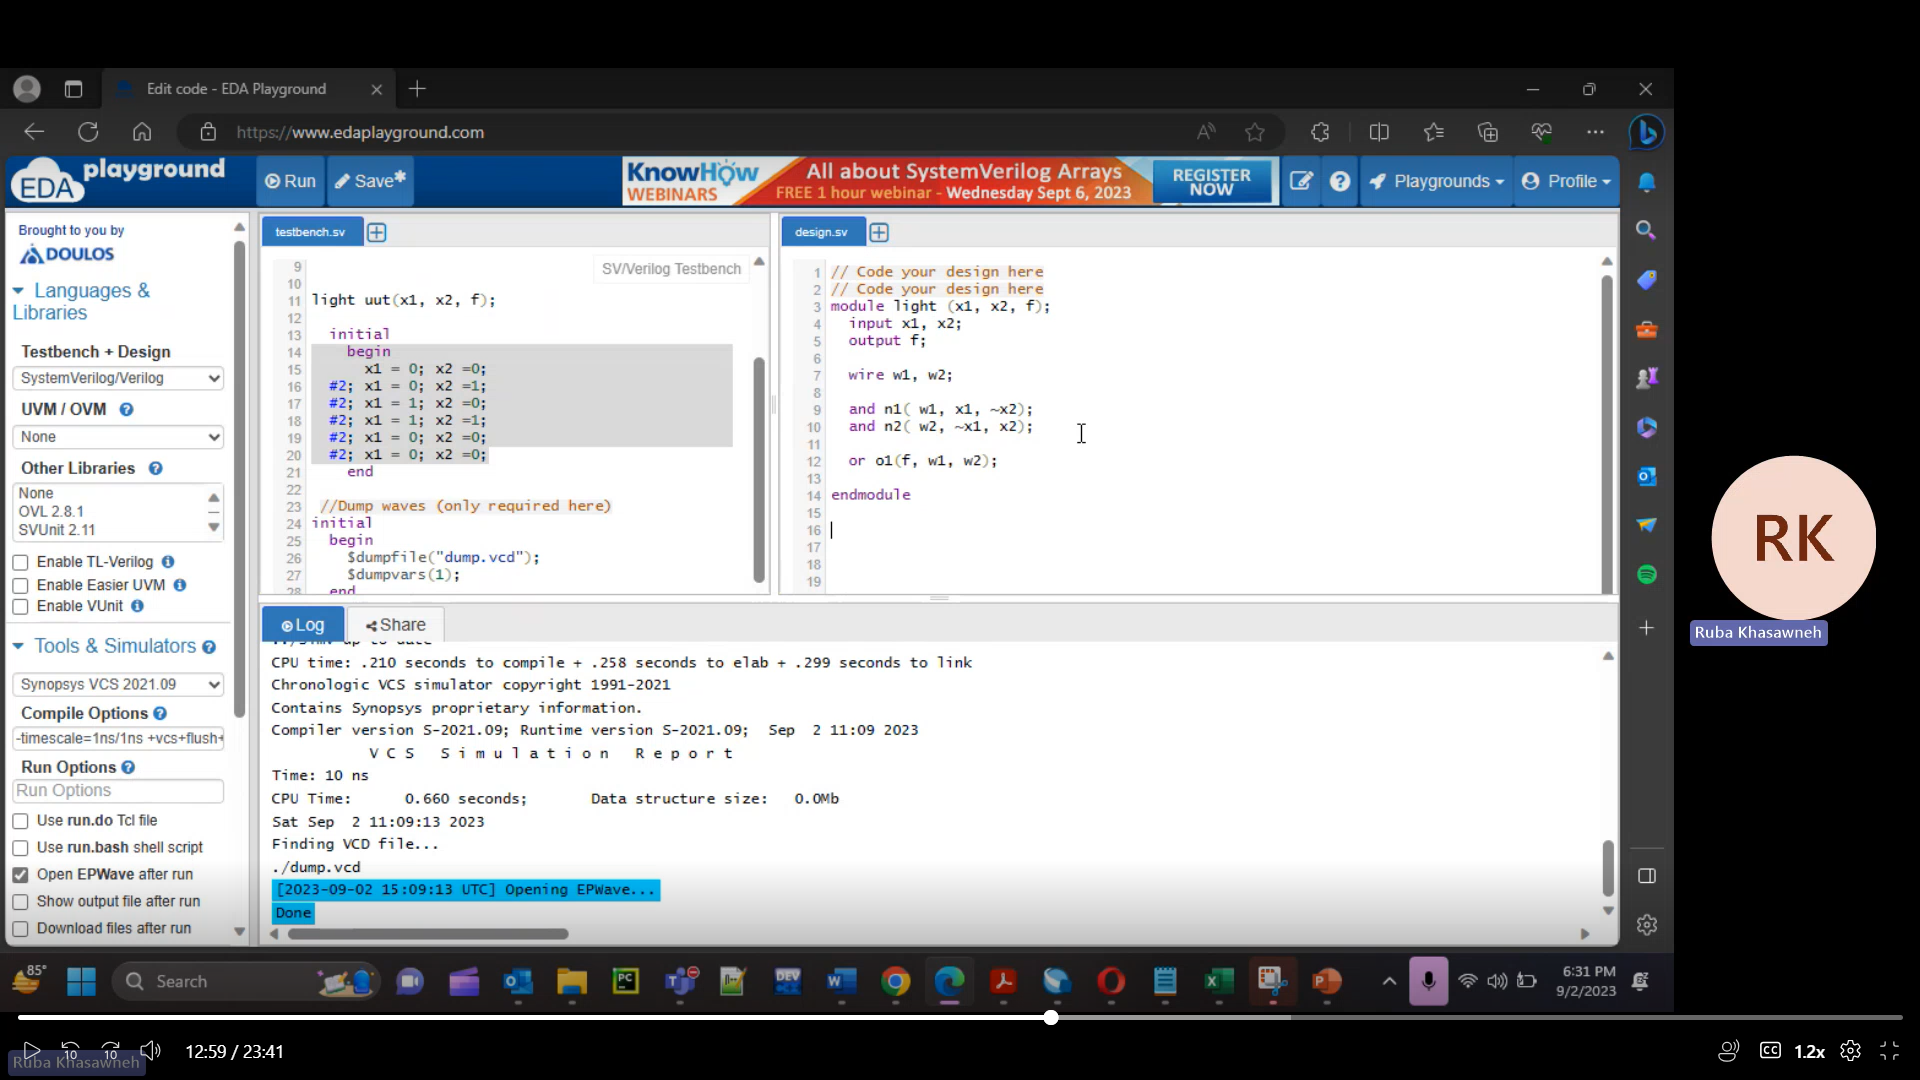 Edit code - EDA Playground
https://www.edaplayground.com
EDA playground
Run
Save*
KnowHow WEBINARS
All about SystemVerilog Arrays
FREE 1 hour webinar - Wednesday Sept 6, 2023
REGISTER NOW
Playgrounds
Profile
Brought to you by
DOULOS
Languages & Libraries
Testbench + Design
SystemVerilog/Verilog
UVM / OVM
None
Other Libraries
None
OVL 2.8.1
SVUnit 2.11
Enable TL-Verilog
Enable Easier UVM
Enable VUnit
Tools & Simulators
Synopsys VCS 2021.09
Compile Options
-timescale=1ns/1ns +vcs+flush+
Run Options
Run Options
Use run.do Tcl file
Use run.bash shell script
Open EPWave after run
Show output file after run
Download files after run
testbench.sv
SV/Verilog Testbench
9
10
11 light uut(x1, x2, f);
12
13 initial
14 begin
15 x1 = 0; x2 =0;
16 #2; x1 = 0; x2 =1;
17 #2; x1 = 1; x2 =0;
18 #2; x1 = 1; x2 =1;
19 #2; x1 = 0; x2 =0;
20 #2; x1 = 0; x2 =0;
21 end
22
23 //Dump waves (only required here)
24 initial
25 begin
26 $dumpfile("dump.vcd");
27 $dumpvars(1);
28 end
design.sv
1 // Code your design here
2 // Code your design here
3 module light (x1, x2, f);
4 input x1, x2;
5 output f;
6
7 wire w1, w2;
8
9 and n1( w1, x1, ~x2);
10 and n2( w2, ~x1, x2);
11
12 or o1(f, w1, w2);
13
14 endmodule
15
16
17
18
19
Log
Share
../simv up to date
CPU time: .210 seconds to compile + .258 seconds to elab + .299 seconds to link
Chronologic VCS simulator copyright 1991-2021
Contains Synopsys proprietary information.
Compiler version S-2021.09; Runtime version S-2021.09; Sep 2 11:09 2023
V C S S i m u l a t i o n R e p o r t
Time: 10 ns
CPU Time: 0.660 seconds; Data structure size: 0.0Mb
Sat Sep 2 11:09:13 2023
Finding VCD file...
./dump.vcd
[2023-09-02 15:09:13 UTC] Opening EPWave...
Done
RK
Ruba Khasawneh
85°
Search
6:31 PM
9/2/2023
10
10
12:59 / 23:41
Ruba Khasawneh
CC
1.2x